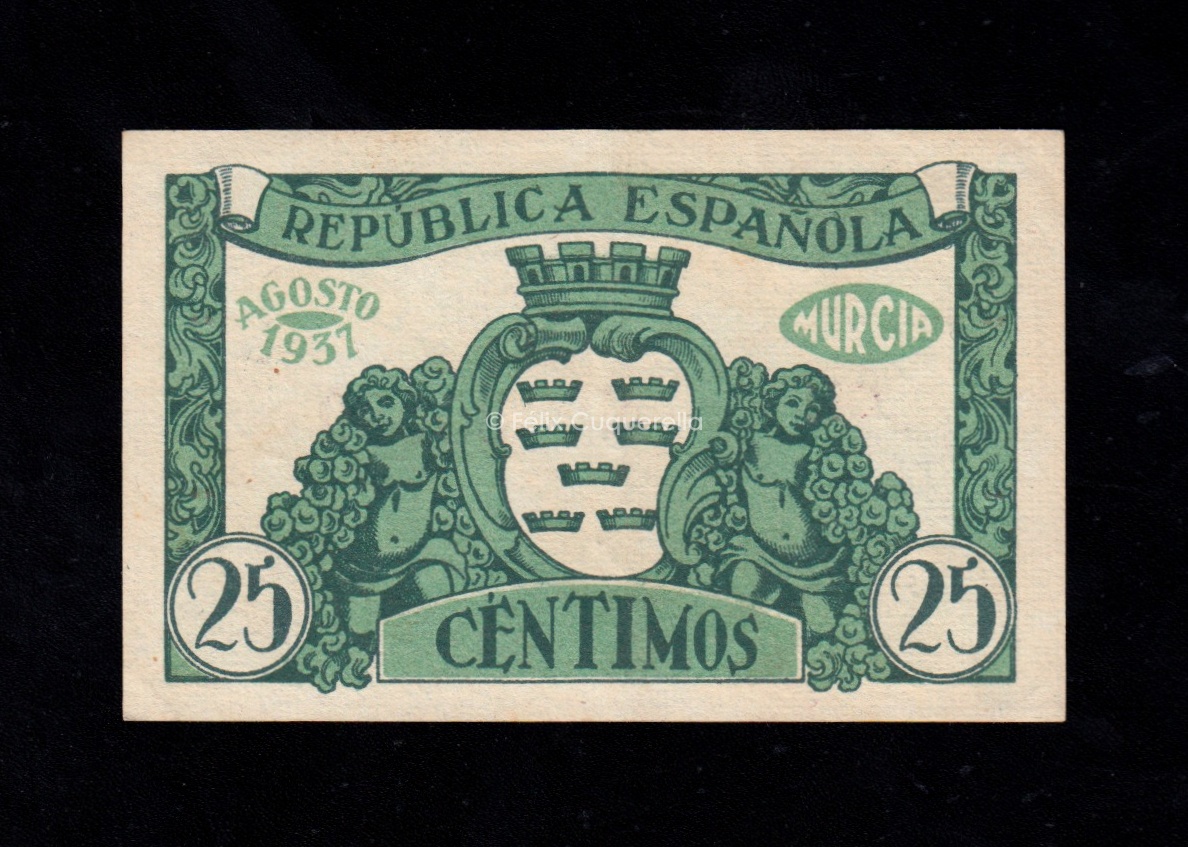 REPÚBLICA ESPAÑOLA
AGOSTO
1937
MURCIA
© Félix Cuquerella
25
CÉNTIMOS
25